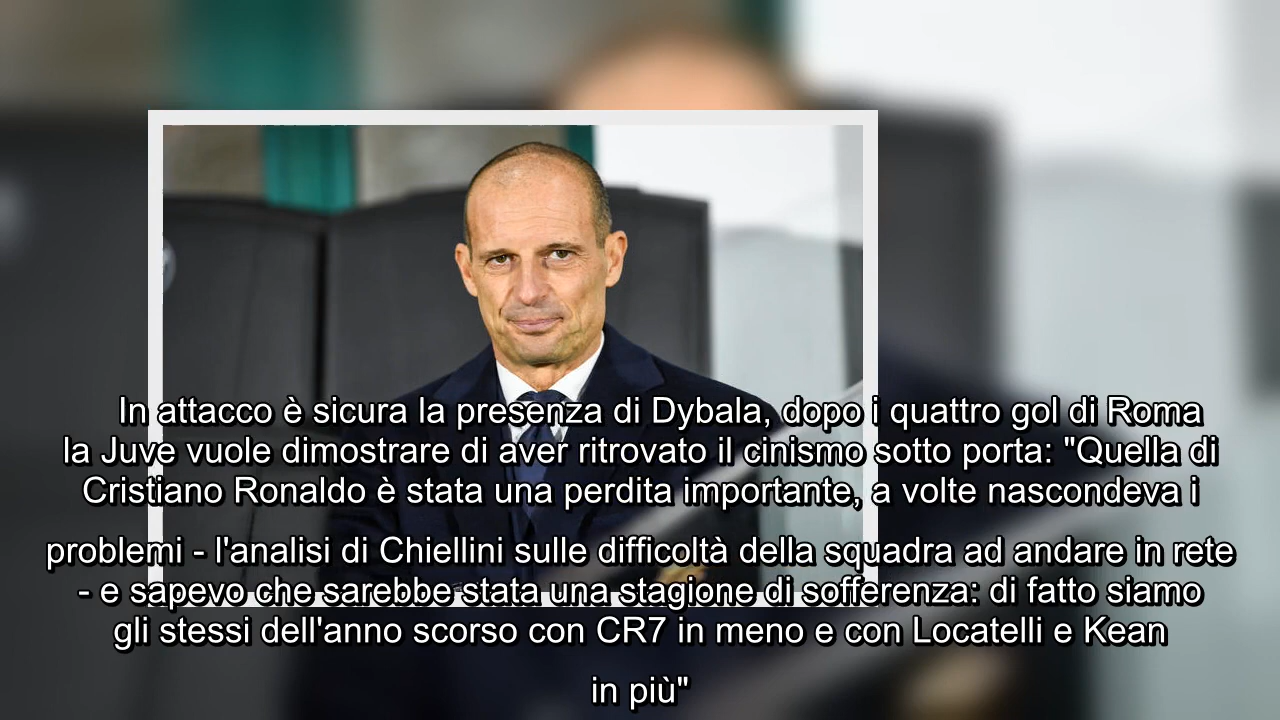 In attacco è sicura la presenza di Dybala, dopo i quattro gol di Roma
la Juve vuole dimostrare di aver ritrovato il cinismo sotto porta: "Quella di
Cristiano Ronaldo è stata una perdita importante, a volte nascondeva i
problemi - l'analisi di Chiellini sulle difficoltà della squadra ad andare in rete
- e sapevo che sarebbe stata una stagione di sofferenza: di fatto siamo
gli stessi dell'anno scorso con CR7 in meno e con Locatelli e Kean
in più"